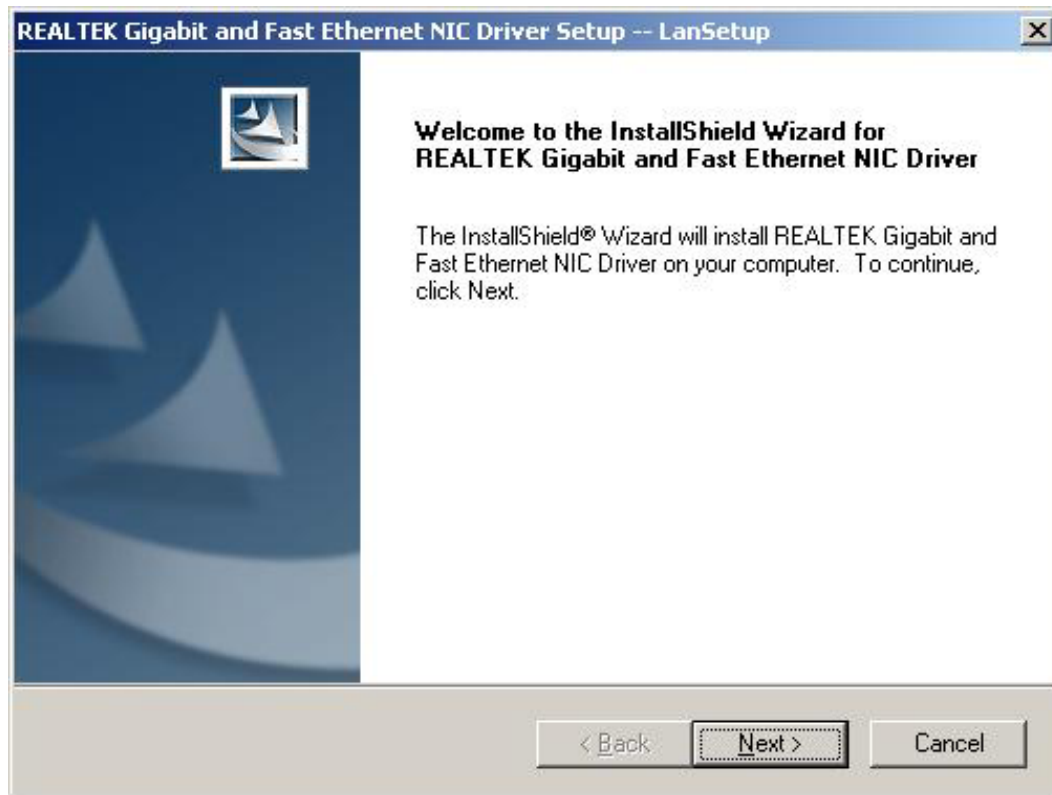 REALTEK Gigabit and Fast Ethernet NIC Driver Setup -- LanSetup
Welcome to the InstallShield Wizard for
REALTEK Gigabit and Fast Ethernet NIC Driver
The InstallShield® Wizard will install REALTEK Gigabit and
Fast Ethernet NIC Driver on your computer. To continue,
click Next.
< Back
Next >
Cancel